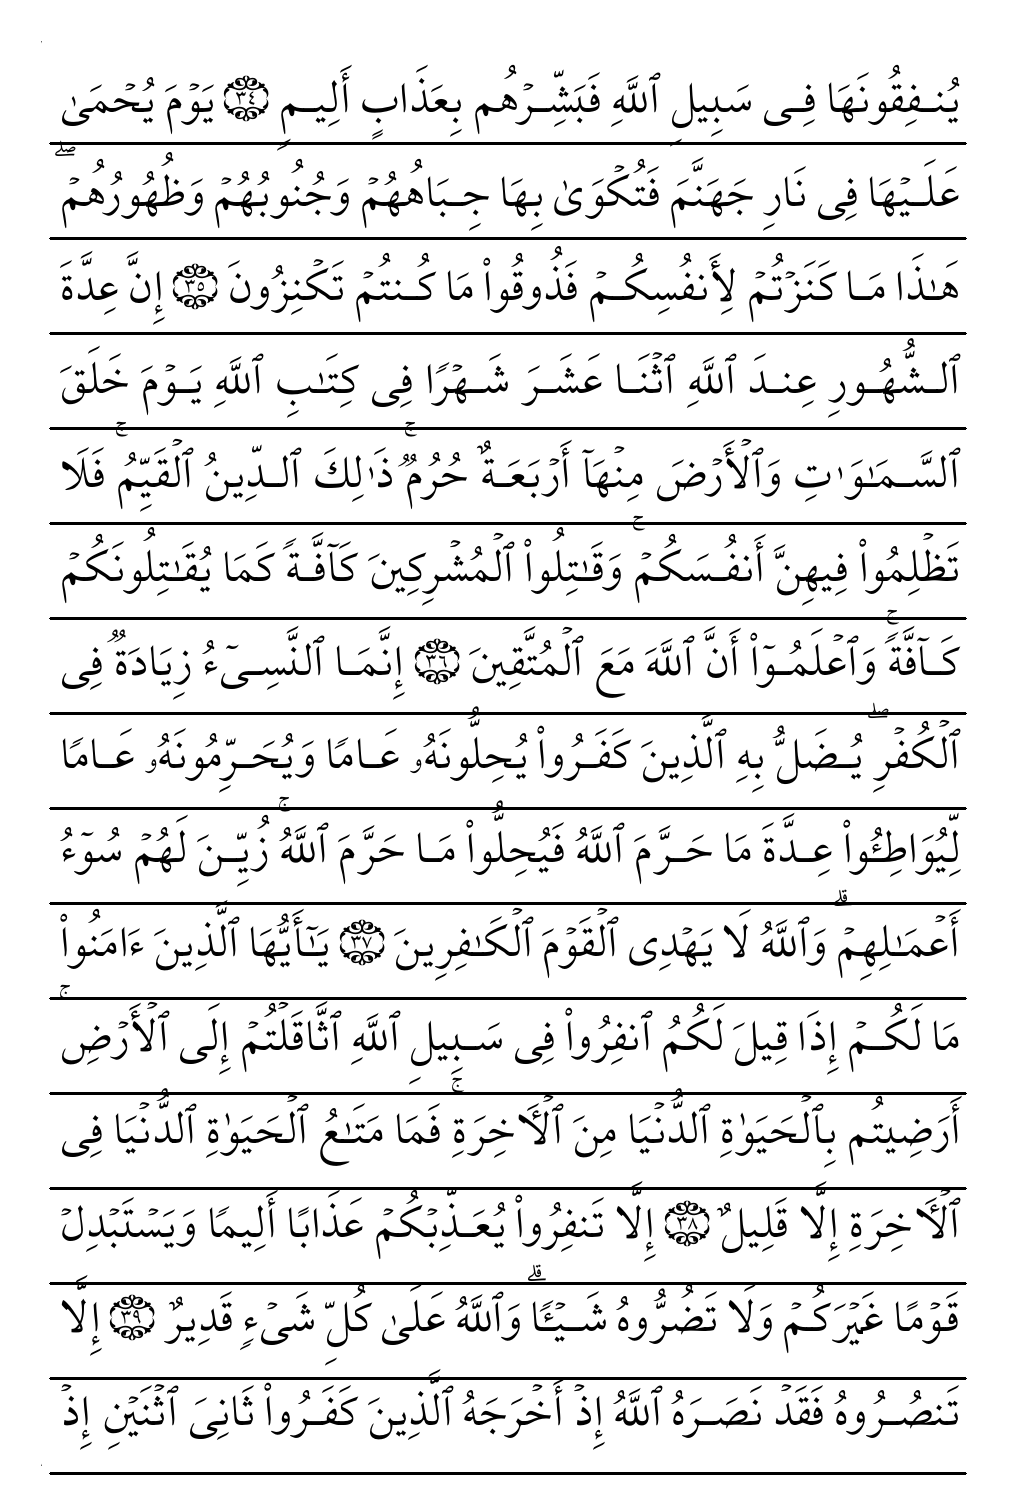 يُنفِقُونَهَا فِى سَبِيلِ ٱللَّهِ فَبَشِّرْهُم بِعَذَابٍ أَلِيمٍ ٣٤ يَوْمَ يُحْمَىٰ
عَلَيْهَا فِى نَارِ جَهَنَّمَ فَتُكْوَىٰ بِهَا جِبَاهُهُمْ وَجُنُوبُهُمْ وَظُهُورُهُمْ ۖ
هَـٰذَا مَا كَنَزْتُمْ لِأَنفُسِكُمْ فَذُوقُوا۟ مَا كُنتُمْ تَكْنِزُونَ ٣٥ إِنَّ عِدَّةَ
ٱلشُّهُورِ عِندَ ٱللَّهِ ٱثْنَا عَشَرَ شَهْرًا فِى كِتَـٰبِ ٱللَّهِ يَوْمَ خَلَقَ
ٱلسَّمَـٰوَٰتِ وَٱلْأَرْضَ مِنْهَآ أَرْبَعَةٌ حُرُمٌ ۚ ذَٰلِكَ ٱلدِّينُ ٱلْقَيِّمُ ۚ فَلَا
تَظْلِمُوا۟ فِيهِنَّ أَنفُسَكُمْ ۚ وَقَـٰتِلُوا۟ ٱلْمُشْرِكِينَ كَآفَّةً كَمَا يُقَـٰتِلُونَكُمْ
كَآفَّةً ۚ وَٱعْلَمُوٓا۟ أَنَّ ٱللَّهَ مَعَ ٱلْمُتَّقِينَ ٣٦ إِنَّمَا ٱلنَّسِىٓءُ زِيَادَةٌ فِى
ٱلْكُفْرِ ۖ يُضَلُّ بِهِ ٱلَّذِينَ كَفَرُوا۟ يُحِلُّونَهُۥ عَامًا وَيُحَرِّمُونَهُۥ عَامًا
لِّيُوَاطِـُٔوا۟ عِدَّةَ مَا حَرَّمَ ٱللَّهُ فَيُحِلُّوا۟ مَا حَرَّمَ ٱللَّهُ ۚ زُيِّنَ لَهُمْ سُوٓءُ
أَعْمَـٰلِهِمْ ۗ وَٱللَّهُ لَا يَهْدِى ٱلْقَوْمَ ٱلْكَـٰفِرِينَ ٣٧ يَـٰٓأَيُّهَا ٱلَّذِينَ ءَامَنُوا۟
مَا لَكُمْ إِذَا قِيلَ لَكُمُ ٱنفِرُوا۟ فِى سَبِيلِ ٱللَّهِ ٱثَّاقَلْتُمْ إِلَى ٱلْأَرْضِ ۚ
أَرَضِيتُم بِٱلْحَيَوٰةِ ٱلدُّنْيَا مِنَ ٱلْـَٔاخِرَةِ ۚ فَمَا مَتَـٰعُ ٱلْحَيَوٰةِ ٱلدُّنْيَا فِى
ٱلْـَٔاخِرَةِ إِلَّا قَلِيلٌ ٣٨ إِلَّا تَنفِرُوا۟ يُعَذِّبْكُمْ عَذَابًا أَلِيمًا وَيَسْتَبْدِلْ
قَوْمًا غَيْرَكُمْ وَلَا تَضُرُّوهُ شَيْـًٔا ۗ وَٱللَّهُ عَلَىٰ كُلِّ شَىْءٍ قَدِيرٌ ٣٩ إِلَّا
تَنصُرُوهُ فَقَدْ نَصَرَهُ ٱللَّهُ إِذْ أَخْرَجَهُ ٱلَّذِينَ كَفَرُوا۟ ثَانِىَ ٱثْنَيْنِ إِذْ